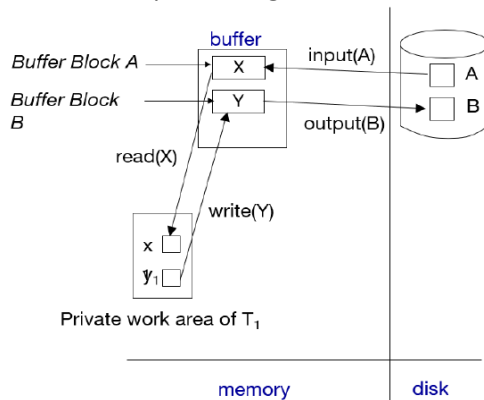 buffer
Buffer Block A
X
input(A)
A
Buffer Block
B
Y
output(B)
B
read(X)
write(Y)
x
y₁
Private work area of T₁
memory
disk